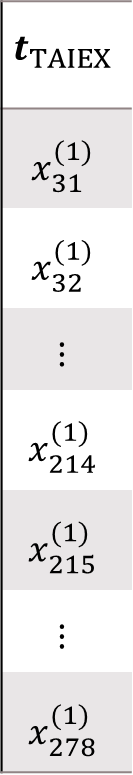 t_TAIEX
x_31^(1)
x_32^(1)
⋮
x_214^(1)
x_215^(1)
⋮
x_278^(1)